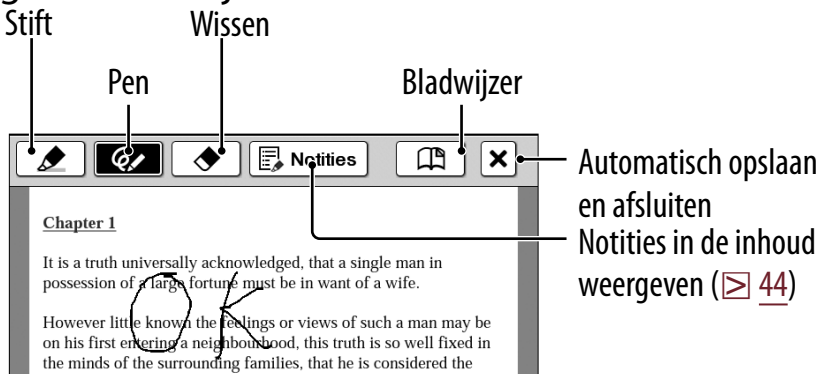 Stift
Wissen
Pen
Bladwijzer
Notities
Automatisch opslaan
en afsluiten
Notities in de inhoud
weergeven (44)
Chapter 1
It is a truth universally acknowledged, that a single man in
possession of a large fortune must be in want of a wife.
OK
However little known the feelings or views of such a man may be
on his first entering a neighbourhood, this truth is so well fixed in
the minds of the surrounding families, that he is considered the